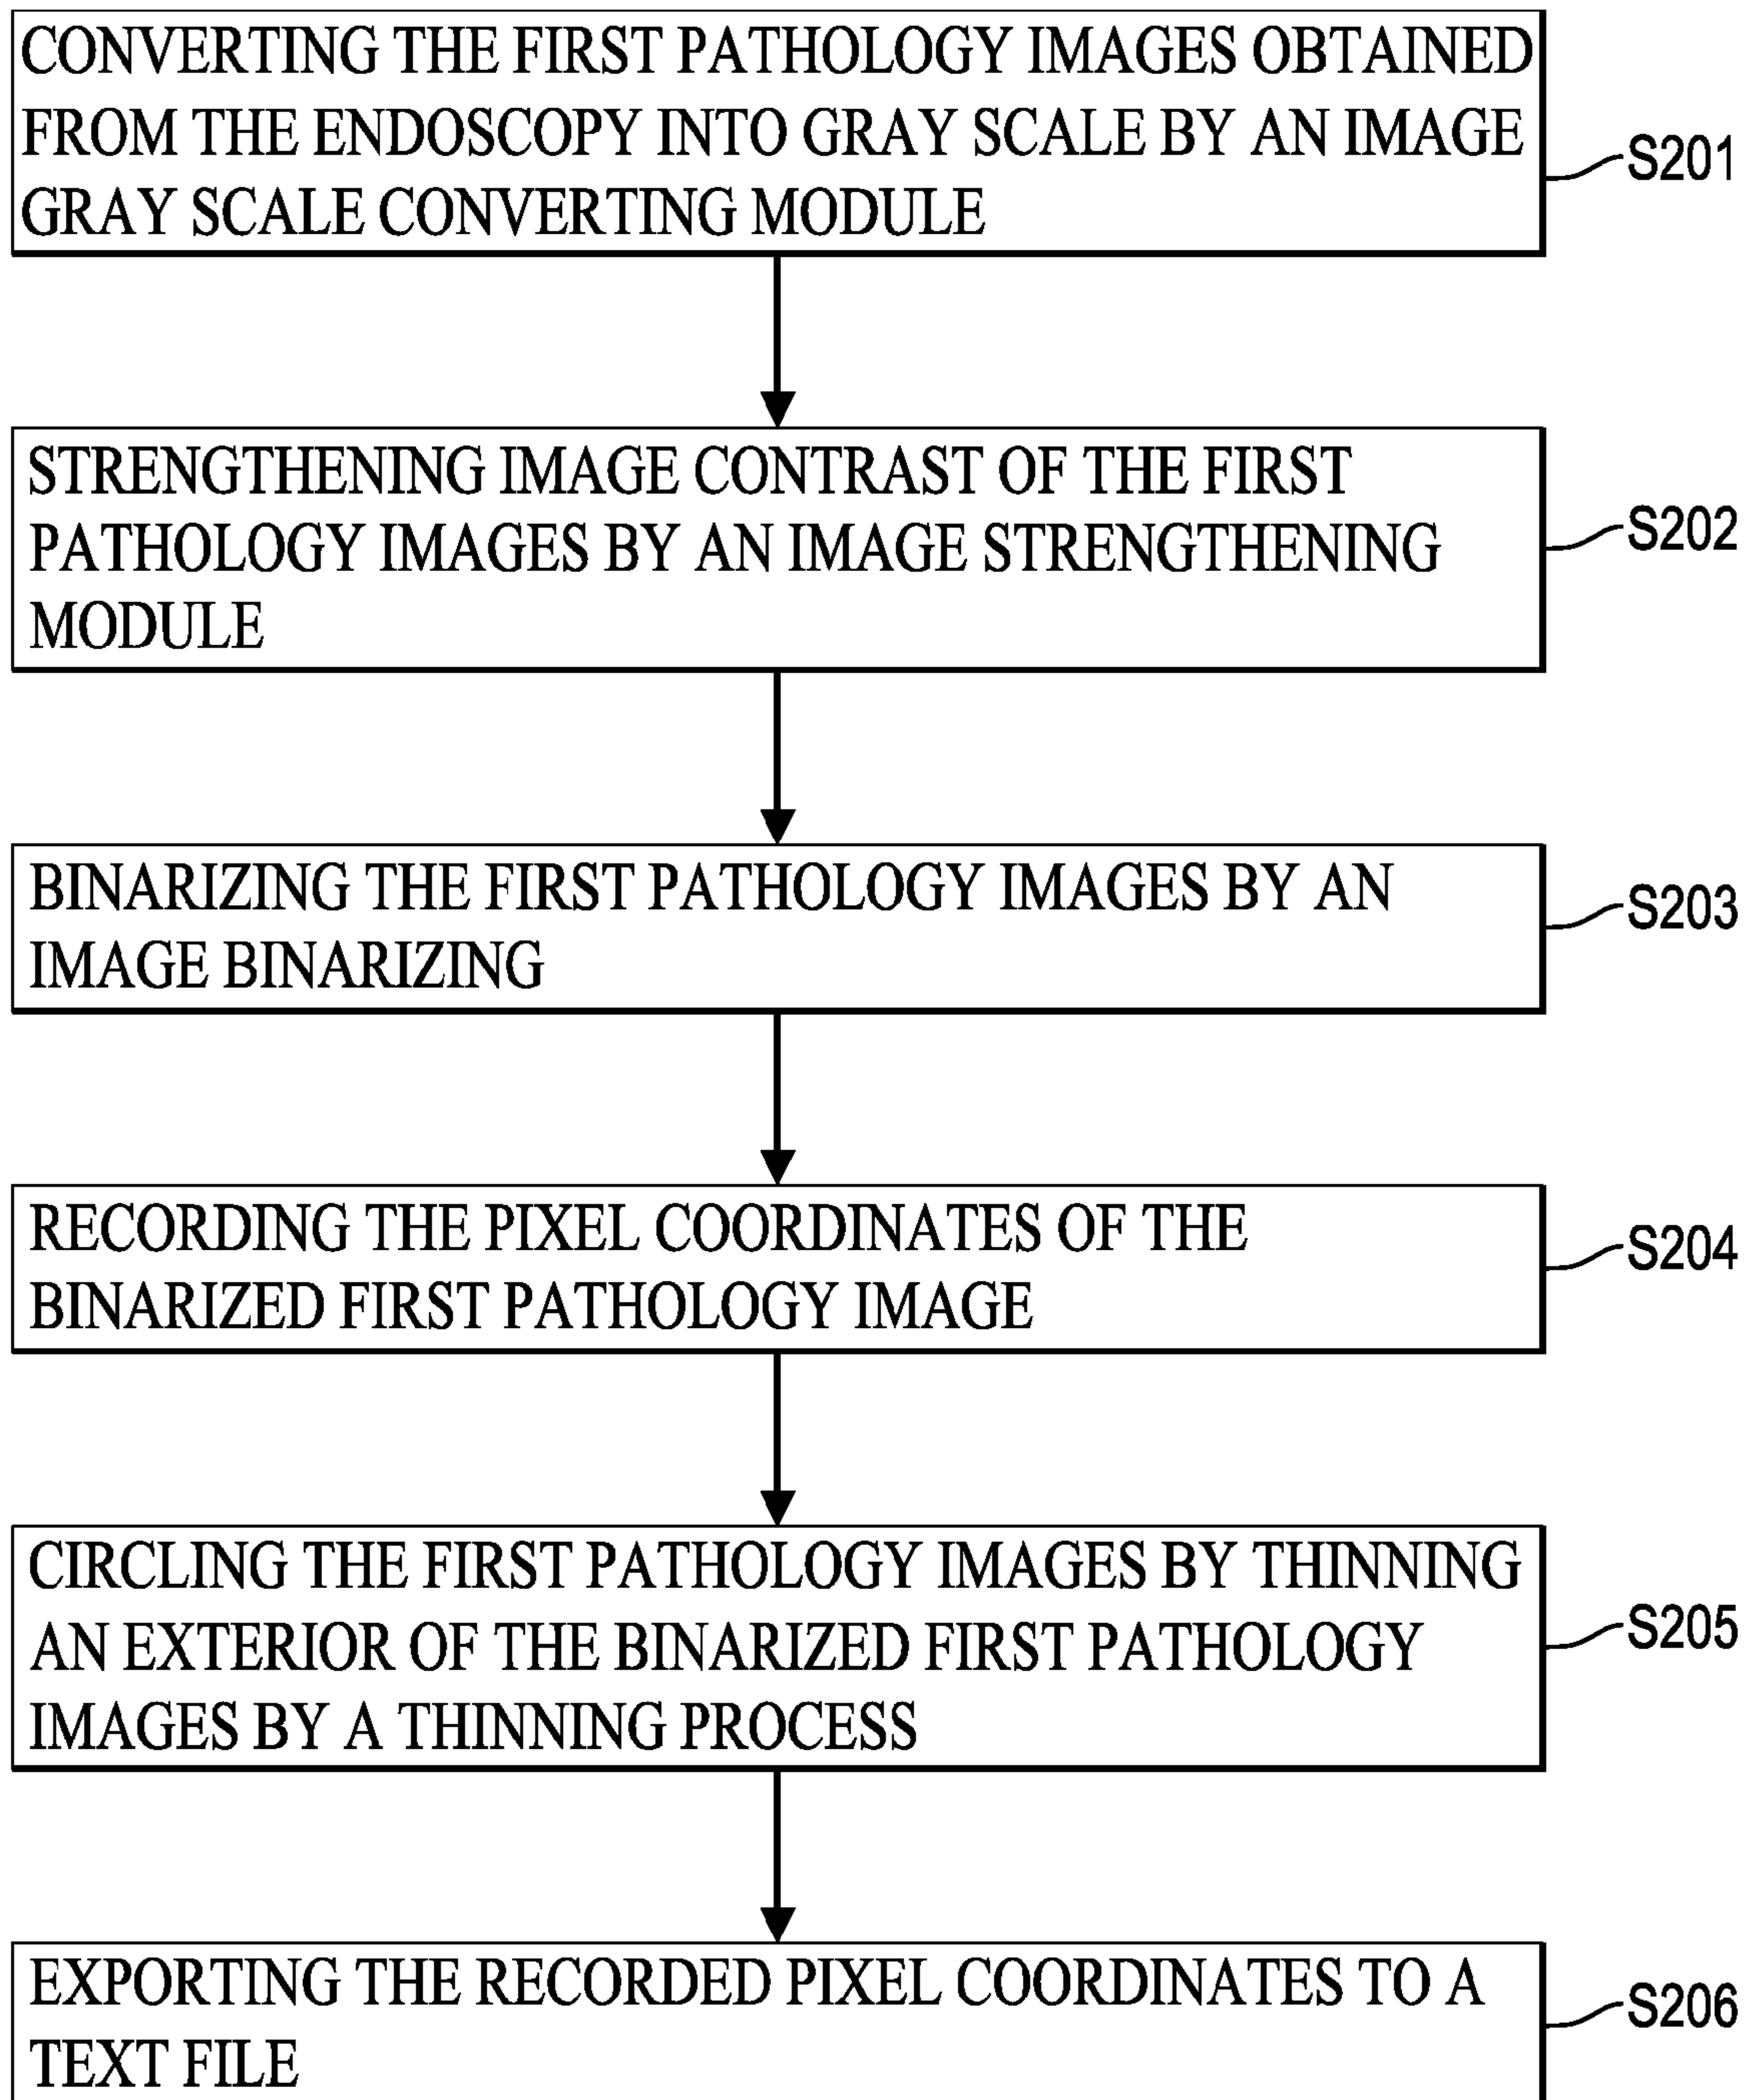 CONVERTING THE FIRST PATHOLOGY IMAGES OBTAINED
FROM THE ENDOSCOPY INTO GRAY SCALE BY AN IMAGE
GRAY SCALE CONVERTING MODULE
S201
STRENGTHENING IMAGE CONTRAST OF THE FIRST
PATHOLOGY IMAGES BY AN IMAGE STRENGTHENING
MODULE
S202
BINARIZING THE FIRST PATHOLOGY IMAGES BY AN
IMAGE BINARIZING
S203
RECORDING THE PIXEL COORDINATES OF THE
BINARIZED FIRST PATHOLOGY IMAGE
S204
CIRCLING THE FIRST PATHOLOGY IMAGES BY THINNING
AN EXTERIOR OF THE BINARIZED FIRST PATHOLOGY
IMAGES BY A THINNING PROCESS
S205
EXPORTING THE RECORDED PIXEL COORDINATES TO A
TEXT FILE
S206